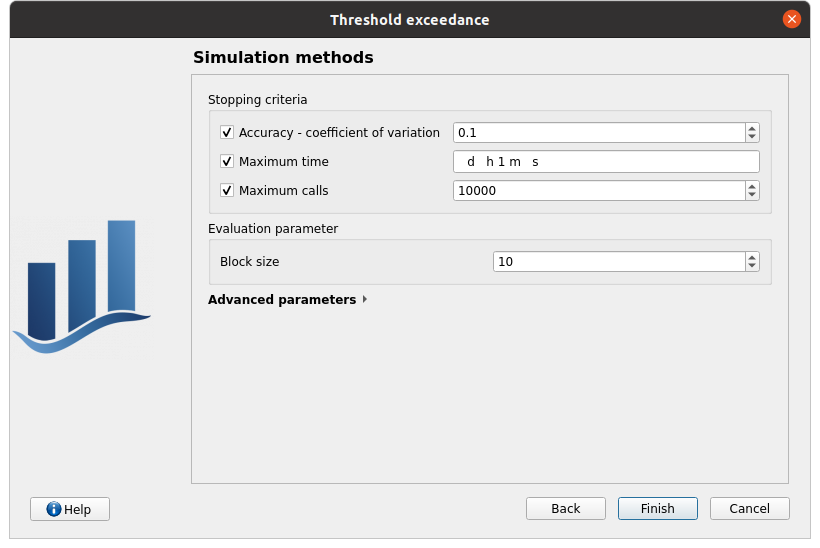 Threshold exceedance
Simulation methods
Stopping criteria
Accuracy - coefficient of variation 0.1
Maximum time d h 1 m s
Maximum calls 10000
Evaluation parameter
Block size 10
Advanced parameters
Help Back Finish Cancel